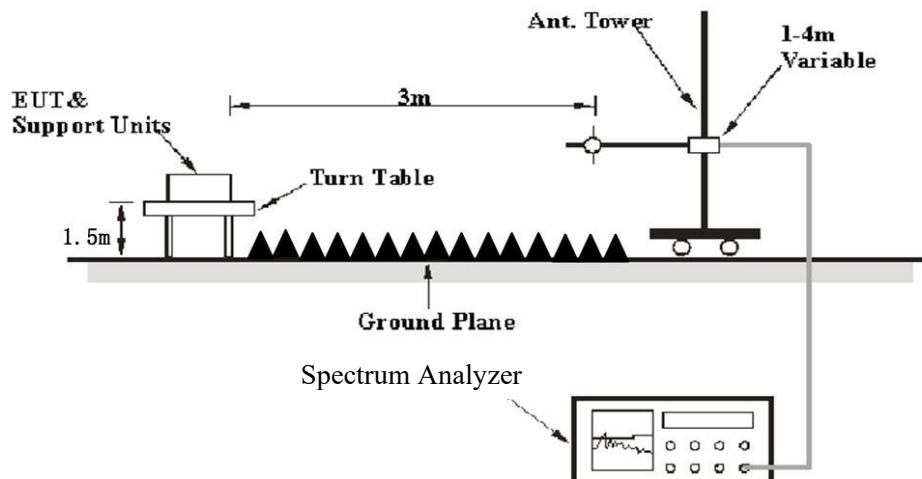 Ant. Tower
1-4m
Variable
EUT&
Support Units
3m
Turn Table
1.5m
Ground Plane
Spectrum Analyzer